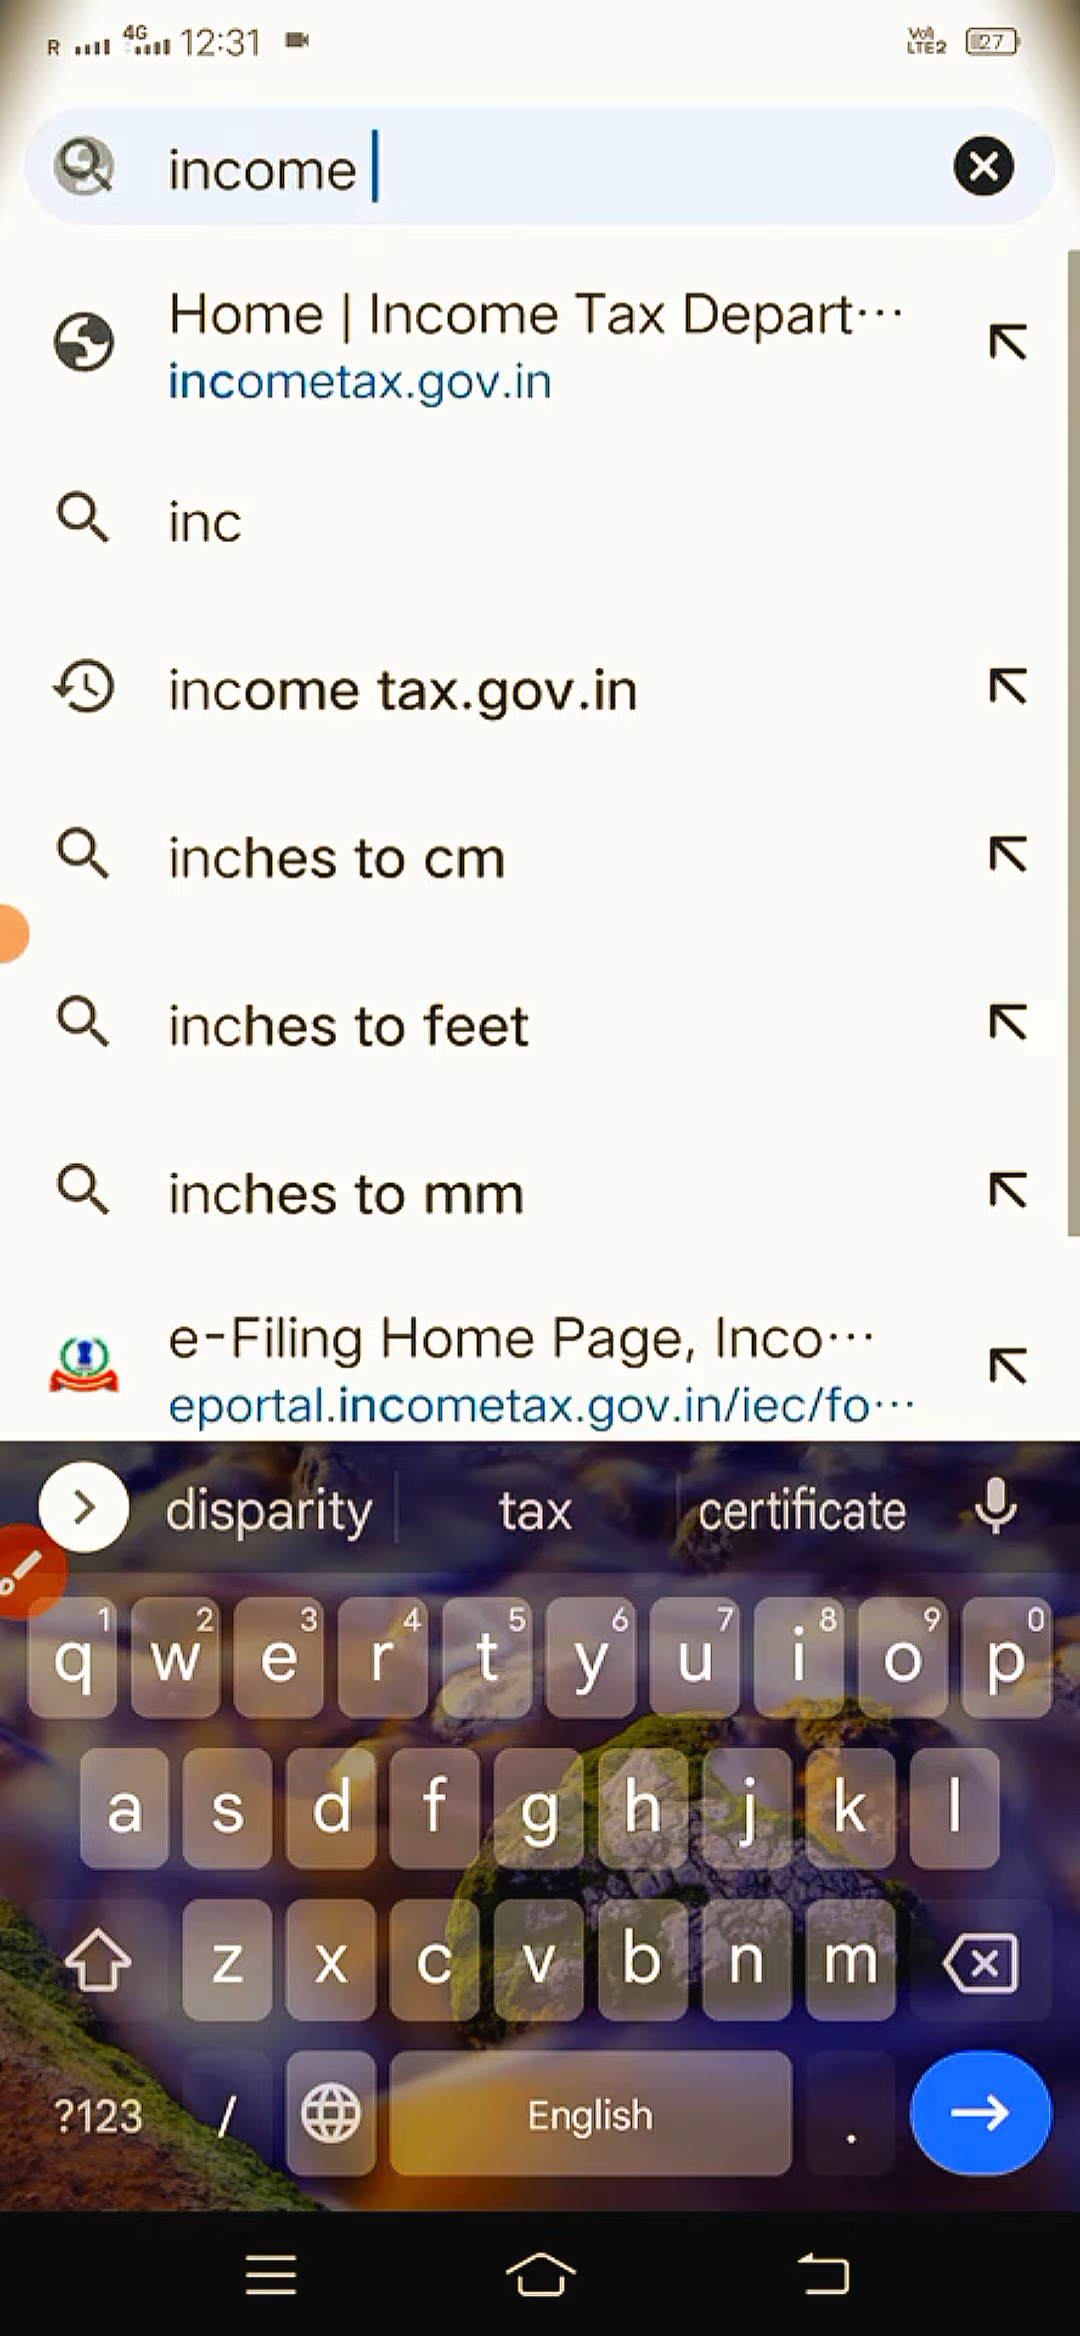 R 4G 12:31 Vo) LTE2 27
income
Home | Income Tax Depart···
incometax.gov.in
inc
income tax.gov.in
inches to cm
inches to feet
inches to mm
e-Filing Home Page, Inco···
eportal.incometax.gov.in/iec/fo···
disparity tax certificate
1 2 3 4 5 6 7 8 9 0
q w e r t y u i o p
a s d f g h j k l
z x c v b n m
?123 / English .